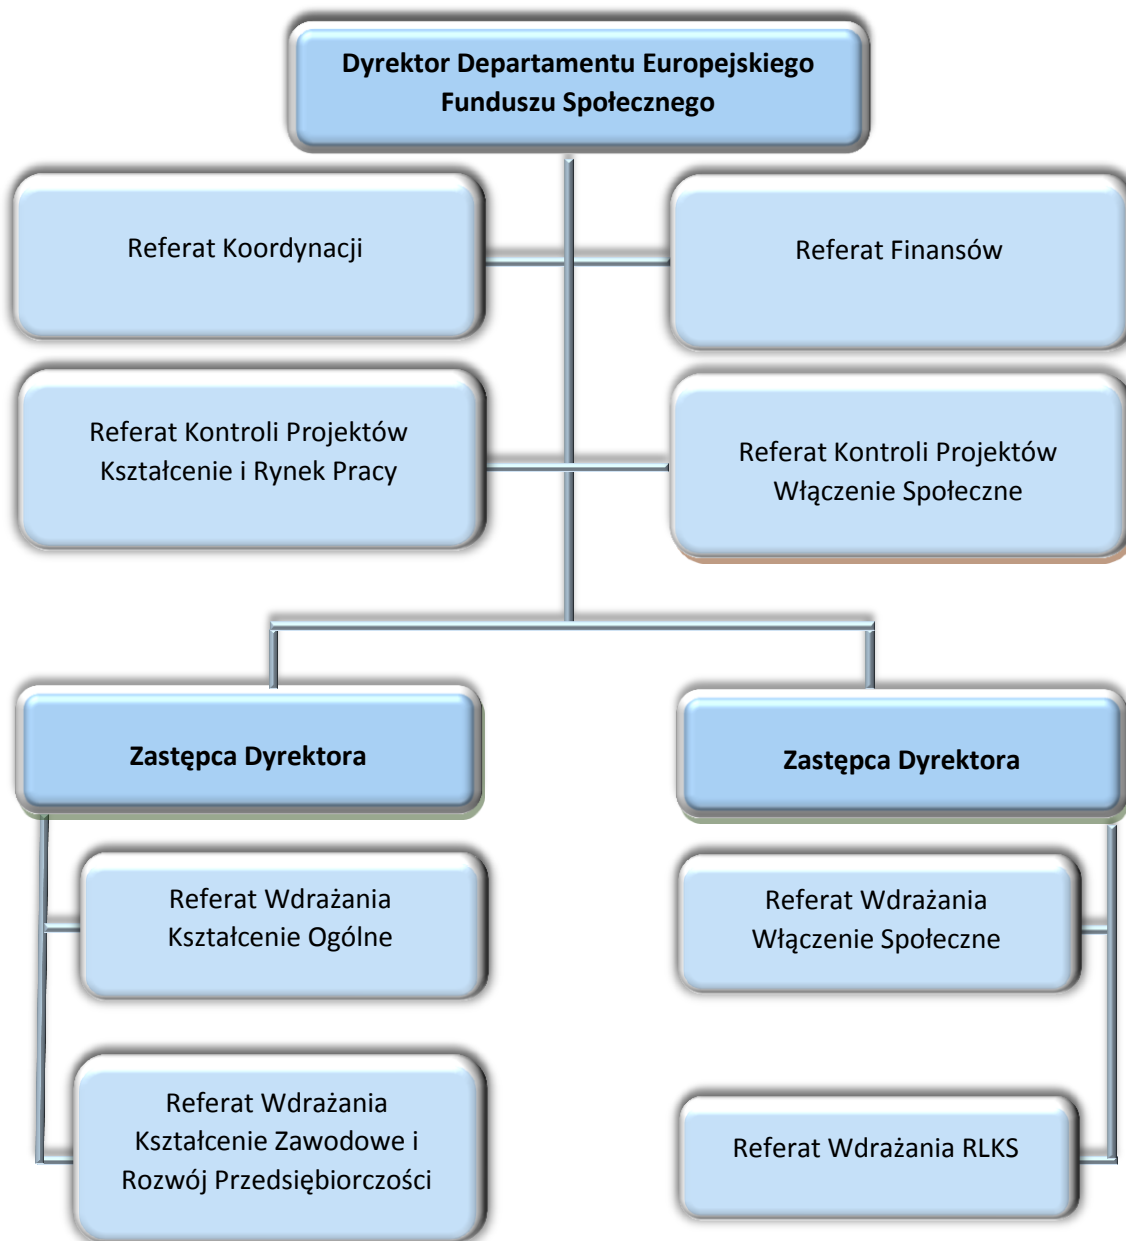 Dyrektor Departamentu Europejskiego
Funduszu Społecznego
Referat Koordynacji
Referat Finansów
Referat Kontroli Projektów
Kształcenie i Rynek Pracy
Referat Kontroli Projektów
Włączenie Społeczne
Zastępca Dyrektora
Zastępca Dyrektora
Referat Wdrażania
Kształcenie Ogólne
Referat Wdrażania
Włączenie Społeczne
Referat Wdrażania
Kształcenie Zawodowe i
Rozwój Przedsiębiorczości
Referat Wdrażania RLKS